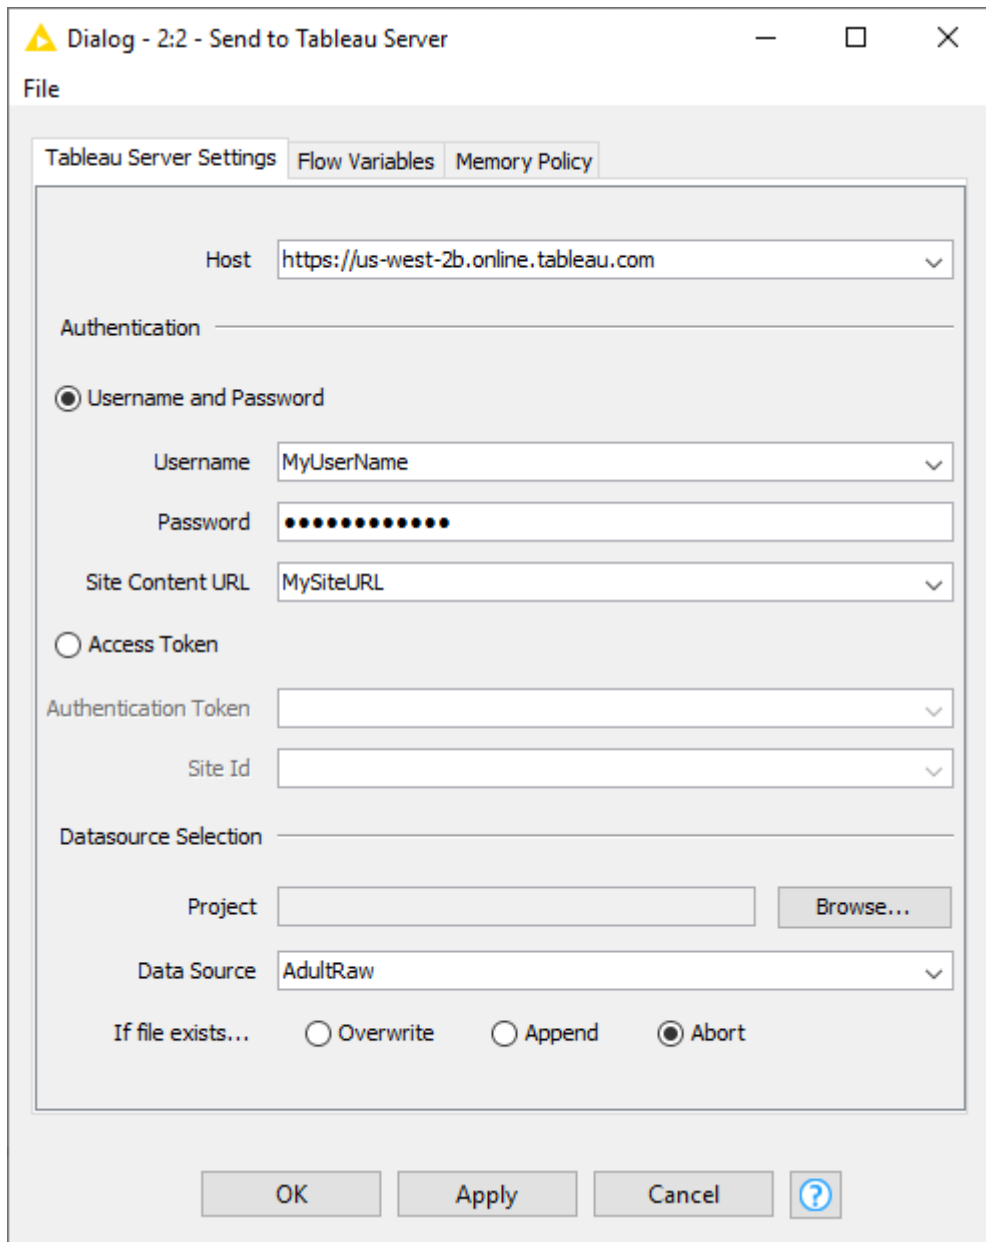 Dialog - 2:2 - Send to Tableau Server
File
Tableau Server Settings Flow Variables Memory Policy
Host https://us-west-2b.online.tableau.com
Authentication
Username and Password
Username MyUserName
Password ●●●●●●●●●●●●
Site Content URL MySiteURL
Access Token
Authentication Token
Site Id
Datasource Selection
Project Browse...
Data Source AdultRaw
If file exists... Overwrite Append Abort
OK Apply Cancel ?